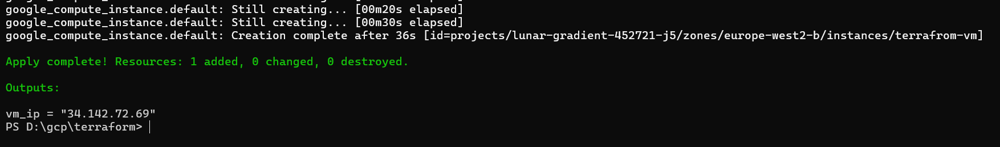 google_compute_instance.default: Still creating... [00m20s elapsed]
google_compute_instance.default: Still creating... [00m30s elapsed]
google_compute_instance.default: Creation complete after 36s [id=projects/lunar-gradient-452721-j5/zones/europe-west2-b/instances/terrafrom-vm]
Apply complete! Resources: 1 added, 0 changed, 0 destroyed.
Outputs:
vm_ip = "34.142.72.69"
PS D:\gcp\terraform>